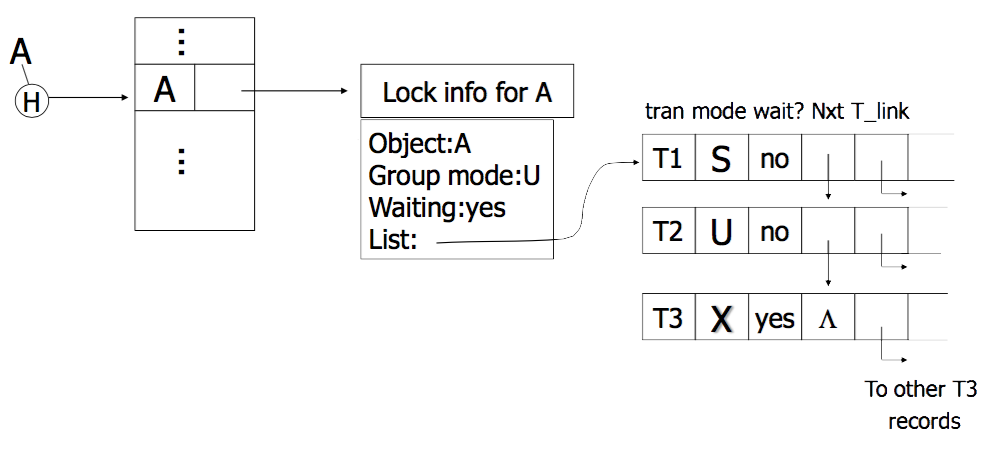 A
H
⋮
A
⋮
Lock info for A
Object:A
Group mode:U
Waiting:yes
List:
tran mode wait? Nxt T_link
T1 S no
T2 U no
T3 X yes Λ
To other T3
records